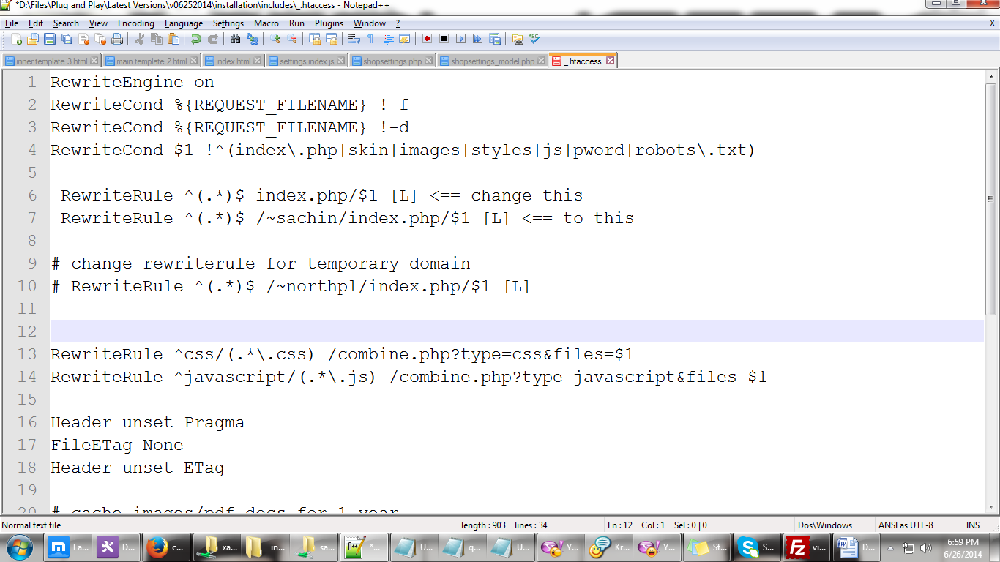 *D:\Files\Plug and Play\Latest Versions\v06252014\installation\includes\_.htaccess - Notepad++
File Edit Search View Encoding Language Settings Macro Run Plugins Window ? X
inner.template 3.html main.template 2.html index.html settings.index.js shopsettings.php shopsettings_model.php _.htaccess
1 RewriteEngine on
2 RewriteCond %{REQUEST_FILENAME} !-f
3 RewriteCond %{REQUEST_FILENAME} !-d
4 RewriteCond $1 !^(index\.php|skin|images|styles|js|pword|robots\.txt)
5
6 RewriteRule ^(.*)$ index.php/$1 [L] <== change this
7 RewriteRule ^(.*)$ /~sachin/index.php/$1 [L] <== to this
8
9 # change rewriterule for temporary domain
10 # RewriteRule ^(.*)$ /~northpl/index.php/$1 [L]
11
12
13 RewriteRule ^css/(.*\.css) /combine.php?type=css&files=$1
14 RewriteRule ^javascript/(.*\.js) /combine.php?type=javascript&files=$1
15
16 Header unset Pragma
17 FileETag None
18 Header unset ETag
19
20 # cache images/pdf docs for 1 year
Normal text file length : 903 lines : 34 Ln : 12 Col : 1 Sel : 0 | 0 Dos\Windows ANSI as UTF-8 INS
Fa... D... c... xa... in... sa... *... U... q... U... Y... Kr... Y... St... S... vi... D... 6:59 PM
6/26/2014